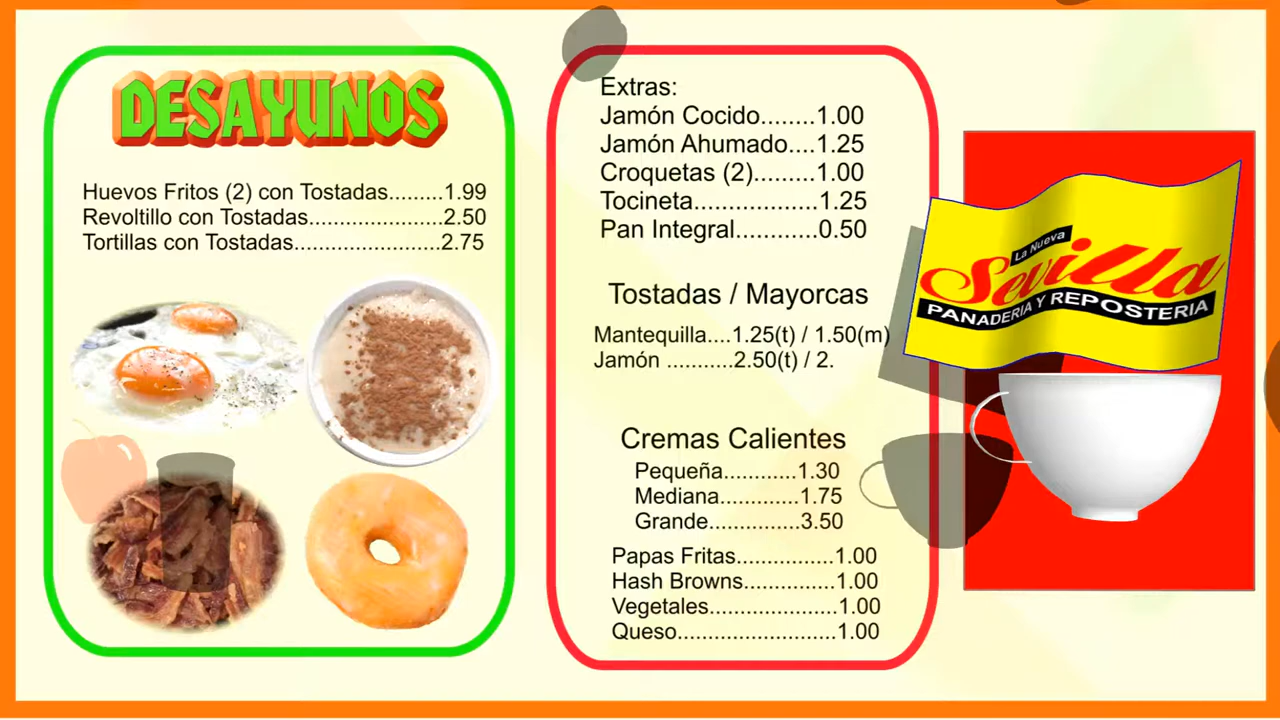 DESAYUNOS
Huevos Fritos (2) con Tostadas.........1.99
Revoltillo con Tostadas......................2.50
Tortillas con Tostadas........................2.75
Extras:
Jamón Cocido........1.00
Jamón Ahumado....1.25
Croquetas (2).........1.00
Tocineta..................1.25
Pan Integral............0.50
Tostadas / Mayorcas
Mantequilla....1.25(t) / 1.50(m)
Jamón ...........2.50(t) / 2.
Cremas Calientes
Pequeña............1.30
Mediana.............1.75
Grande...............3.50
Papas Fritas................1.00
Hash Browns...............1.00
Vegetales.....................1.00
Queso..........................1.00
La Nueva
Sevilla
PANADERIA Y REPOSTERIA